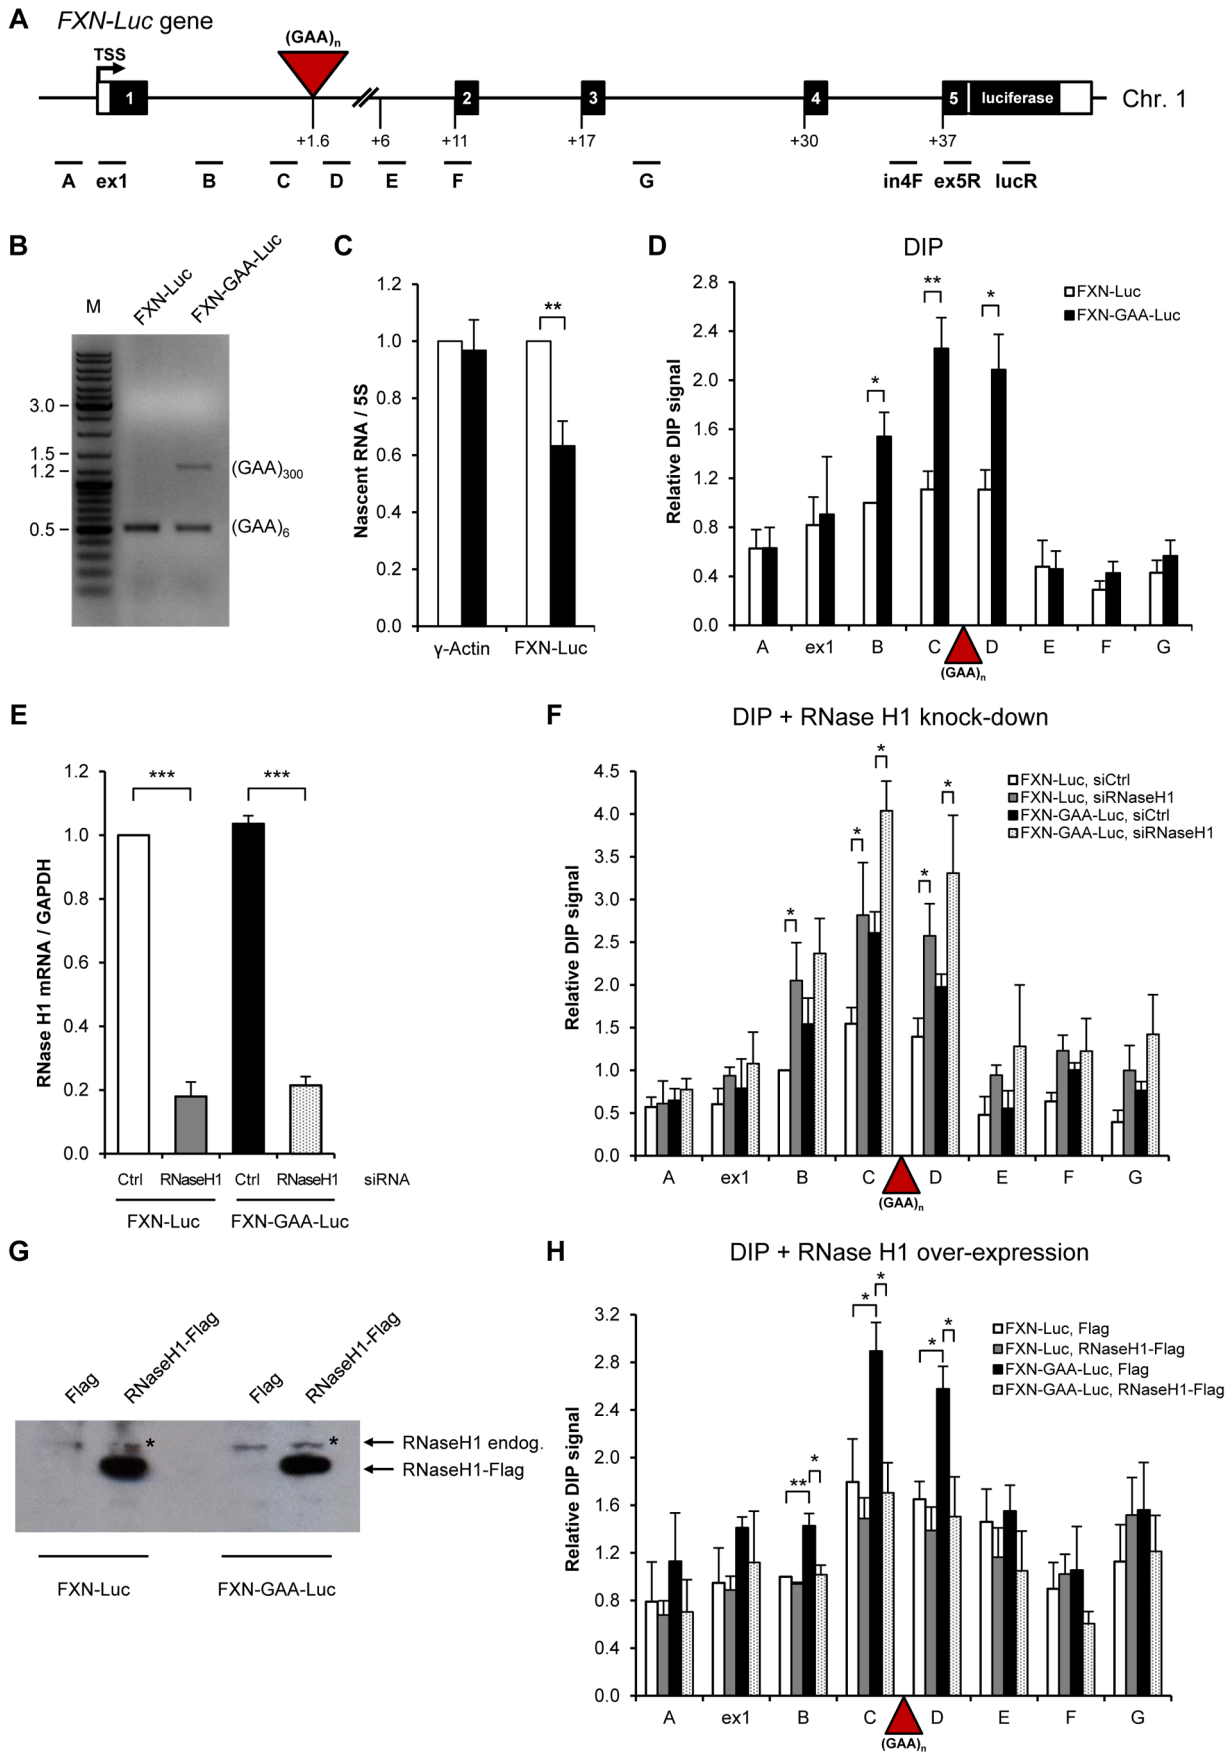 A FXN-Luc gene
(GAA)n
TSS
1 2 3 4 5 luciferase Chr. 1
+1.6 +6 +11 +17 +30 +37
A ex1 B C D E F G in4F ex5R lucR
B
M FXN-Luc FXN-GAA-Luc
3.0
1.5
1.2
0.5
(GAA)300
(GAA)6
C
Nascent RNA / 5S
1.2
1.0
0.8
0.6
0.4
0.2
0.0
**
γ-Actin FXN-Luc
D DIP
Relative DIP signal
2.8
2.4
2.0
1.6
1.2
0.8
0.4
0.0
* ** *
FXN-Luc
FXN-GAA-Luc
A ex1 B C D E F G
(GAA)n
E
RNase H1 mRNA / GAPDH
1.2
1.0
0.8
0.6
0.4
0.2
0.0
*** ***
Ctrl RNaseH1 Ctrl RNaseH1 siRNA
FXN-Luc FXN-GAA-Luc
F DIP + RNase H1 knock-down
Relative DIP signal
4.5
4.0
3.5
3.0
2.5
2.0
1.5
1.0
0.5
0.0
* * * * *
FXN-Luc, siCtrl
FXN-Luc, siRNaseH1
FXN-GAA-Luc, siCtrl
FXN-GAA-Luc, siRNaseH1
A ex1 B C D E F G
(GAA)n
G
Flag RNaseH1-Flag Flag RNaseH1-Flag
* *
RNaseH1 endog.
RNaseH1-Flag
FXN-Luc FXN-GAA-Luc
H DIP + RNase H1 over-expression
Relative DIP signal
3.2
2.8
2.4
2.0
1.6
1.2
0.8
0.4
0.0
** * * * * *
FXN-Luc, Flag
FXN-Luc, RNaseH1-Flag
FXN-GAA-Luc, Flag
FXN-GAA-Luc, RNaseH1-Flag
A ex1 B C D E F G
(GAA)n